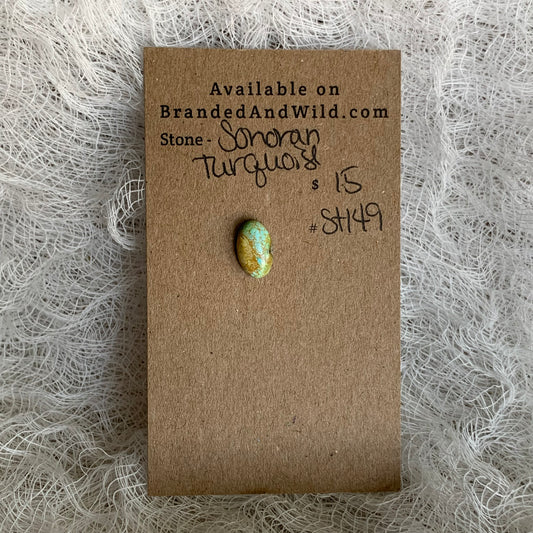 Available on
BrandedAndWild.com
Stone - Sonoran
Turquoise
$ 15
# St149